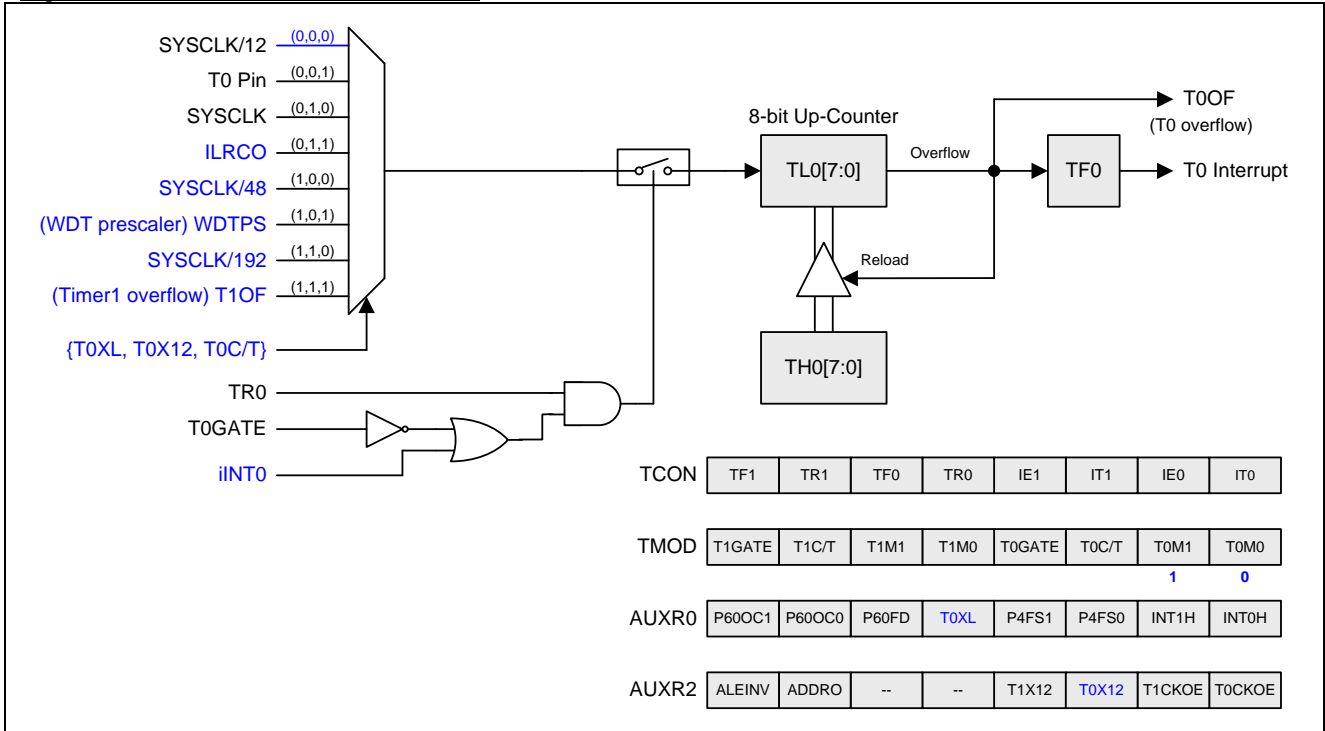 SYSCLK/12 (0,0,0)
T0 Pin (0,0,1)
SYSCLK (0,1,0)
ILRCO (0,1,1)
SYSCLK/48 (1,0,0)
(WDT prescaler) WDTPS (1,0,1)
SYSCLK/192 (1,1,0)
(Timer1 overflow) T1OF (1,1,1)
{T0XL, T0X12, T0C/T}
TR0
T0GATE
iINT0
8-bit Up-Counter
TL0[7:0]
Overflow
T0OF
(T0 overflow)
TF0
T0 Interrupt
Reload
TH0[7:0]
TCON TF1 TR1 TF0 TR0 IE1 IT1 IE0 IT0
TMOD T1GATE T1C/T T1M1 T1M0 T0GATE T0C/T T0M1 T0M0
1 0
AUXR0 P60OC1 P60OC0 P60FD T0XL P4FS1 P4FS0 INT1H INT0H
AUXR2 ALEINV ADDRO -- -- T1X12 T0X12 T1CKOE T0CKOE